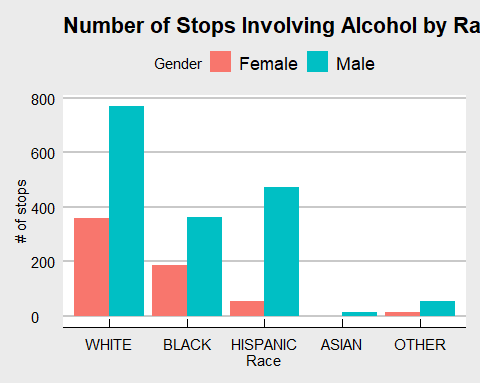 Number of Stops Involving Alcohol by Ra
Gender Female Male
800
600
400
200
0
# of stops
WHITE BLACK HISPANIC ASIAN OTHER
Race